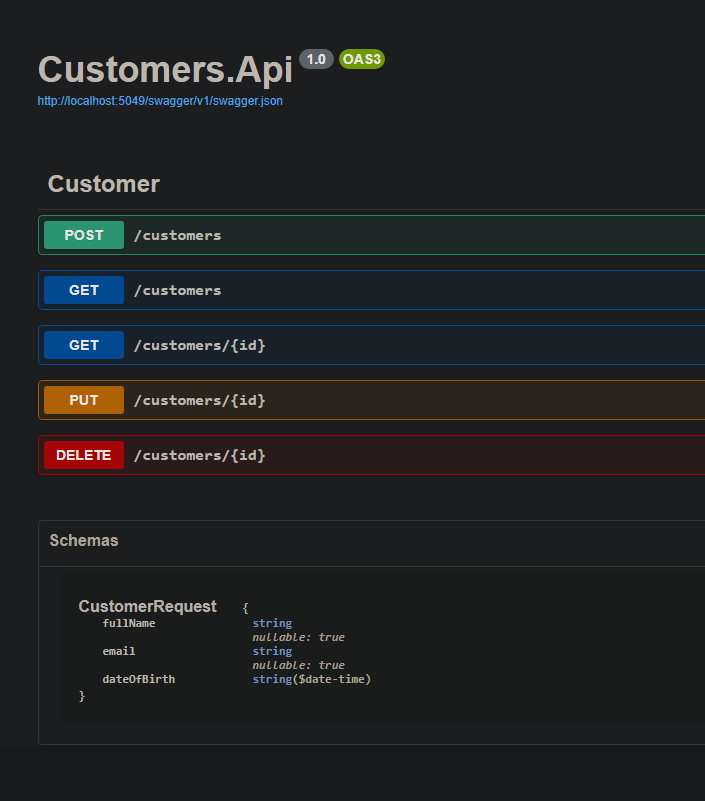 Customers.Api 1.0 OAS3
http://localhost:5049/swagger/v1/swagger.json
Customer
POST /customers
GET /customers
GET /customers/{id}
PUT /customers/{id}
DELETE /customers/{id}
Schemas
CustomerRequest {
fullName string
nullable: true
email string
nullable: true
dateOfBirth string($date-time)
}